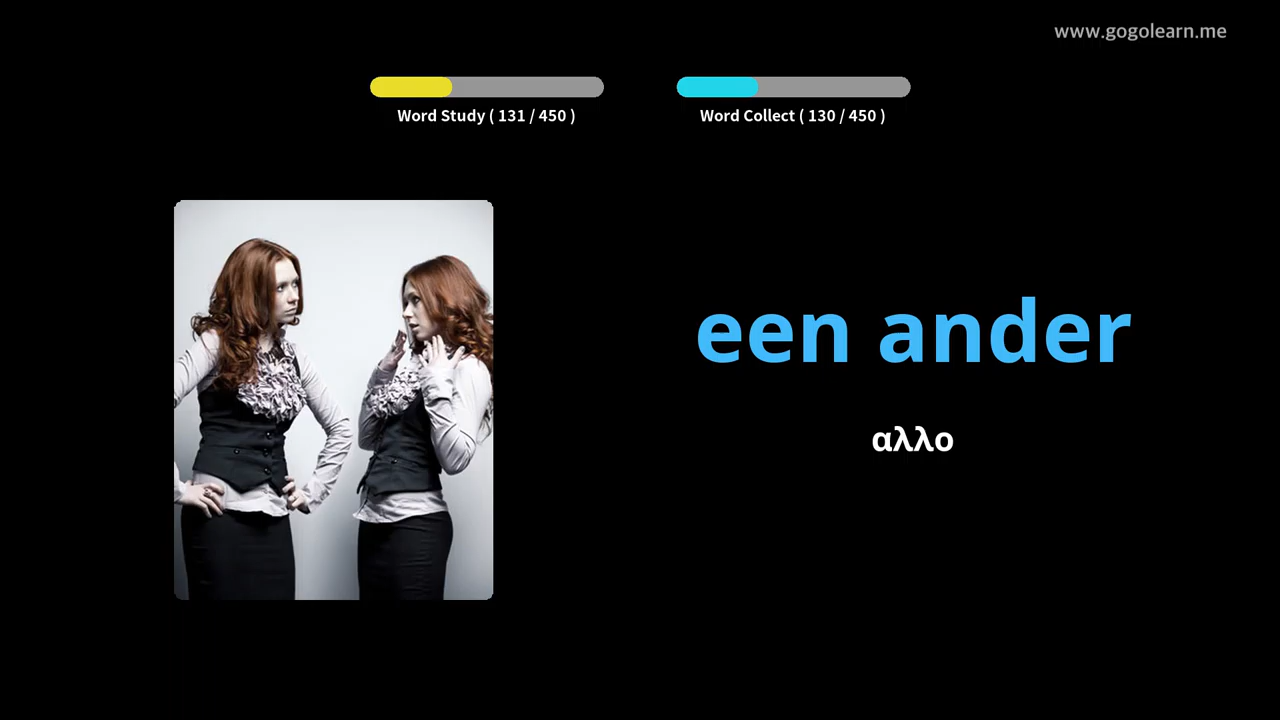 www.gogolearn.me
Word Study ( 131 / 450 )
Word Collect ( 130 / 450 )
een ander
αλλο